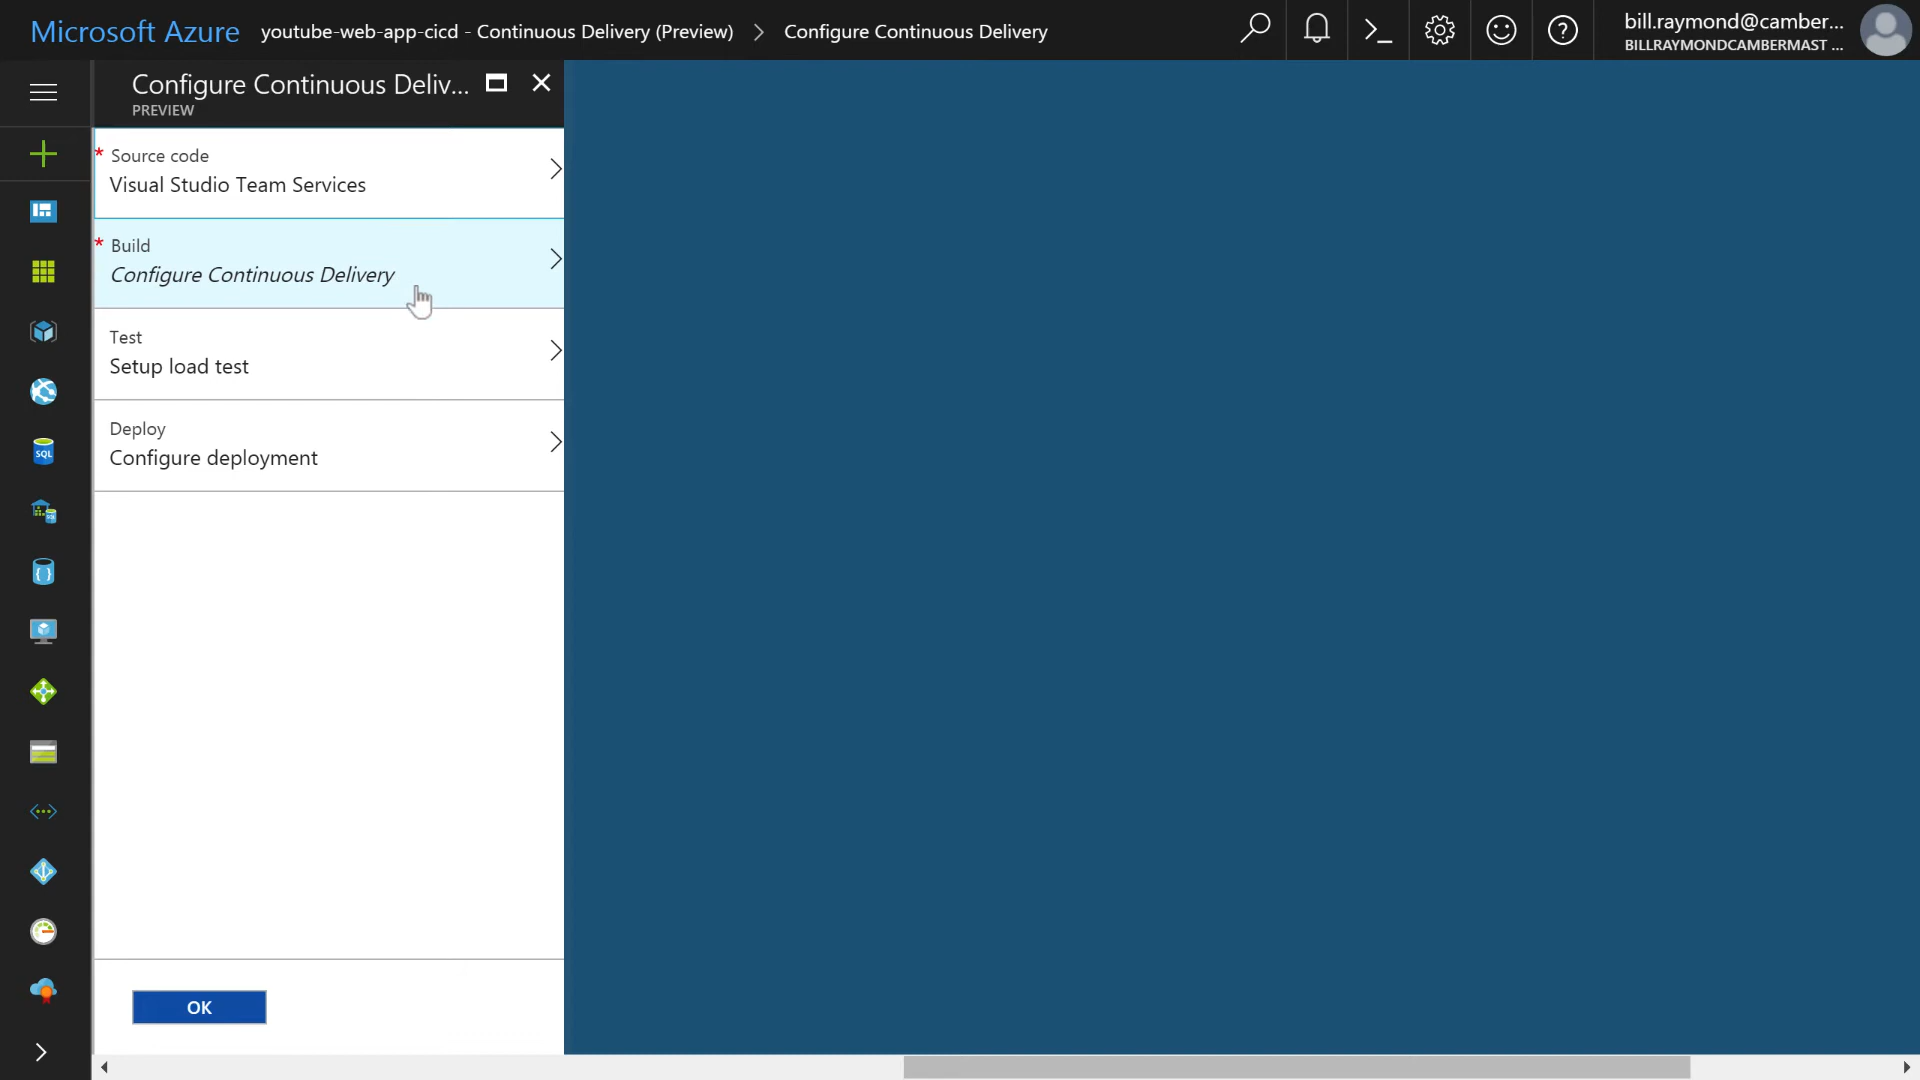 Microsoft Azure youtube-web-app-cicd - Continuous Delivery (Preview) Configure Continuous Delivery
bill.raymond@camber...
BILLRAYMONDCAMBERMAST ...
Configure Continuous Deliv...
PREVIEW
* Source code
Visual Studio Team Services
* Build
Configure Continuous Delivery
Test
Setup load test
Deploy
Configure deployment
SQL
OK